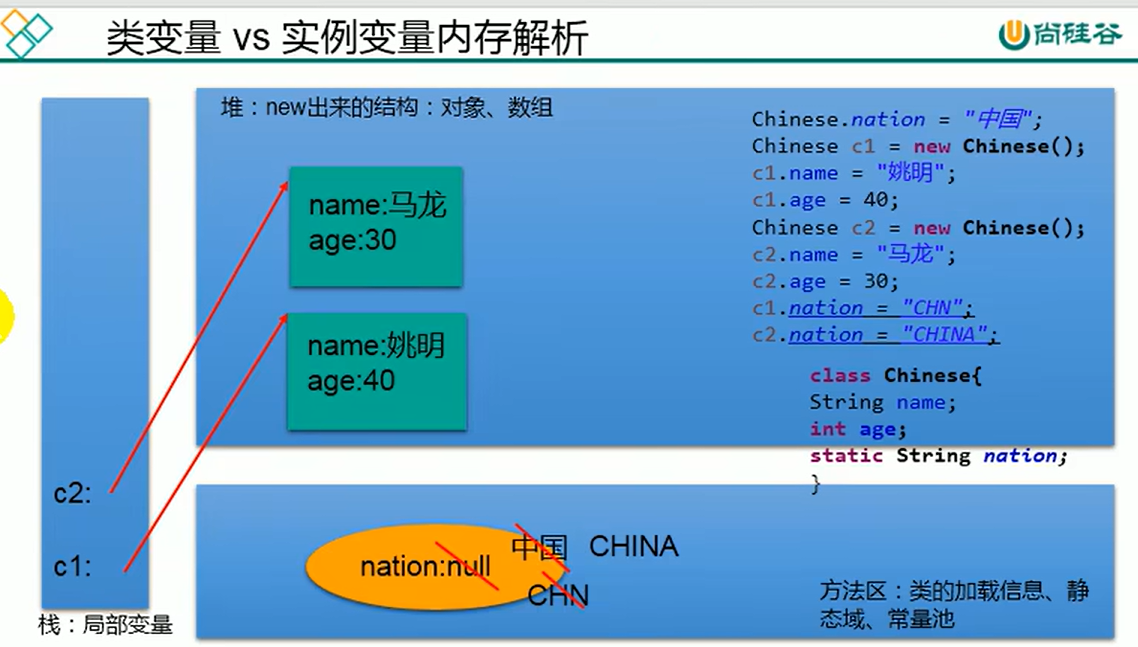 类变量 vs 实例变量内存解析
尚硅谷
堆：new出来的结构：对象、数组
name:马龙
age:30
name:姚明
age:40
Chinese.nation = "中国";
Chinese c1 = new Chinese();
c1.name = "姚明";
c1.age = 40;
Chinese c2 = new Chinese();
c2.name = "马龙";
c2.age = 30;
c1.nation = "CHN";
c2.nation = "CHINA";
class Chinese{
String name;
int age;
static String nation;
}
c2:
c1:
栈：局部变量
nation:null
中国
CHINA
CHN
方法区：类的加载信息、静
态域、常量池